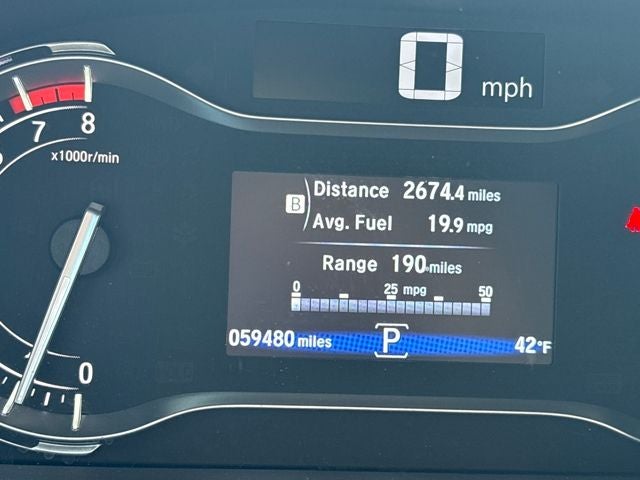 0 mph
7 8
x1000r/min
B Distance 2674.4 miles
Avg. Fuel 19.9 mpg
Range 190 miles
0 25 mpg 50
059480 miles P 42°F
0